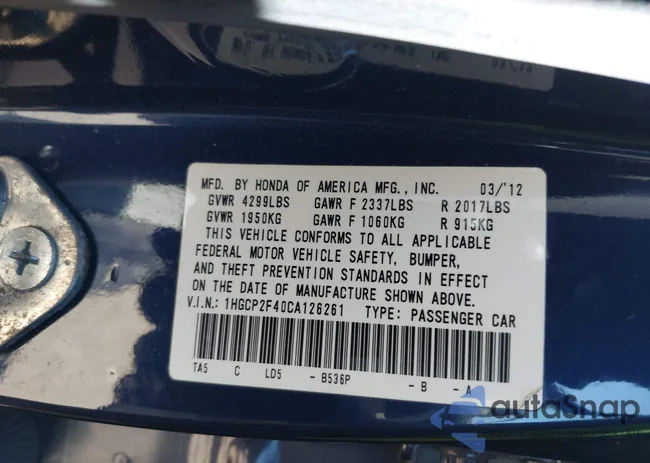 MFD. BY HONDA OF AMERICA MFG., INC. 03/'12
GVWR 4299LBS GAWR F 2337LBS R 2017LBS
GVWR 1950KG GAWR F 1060KG R 915KG
THIS VEHICLE CONFORMS TO ALL APPLICABLE
FEDERAL MOTOR VEHICLE SAFETY, BUMPER,
AND THEFT PREVENTION STANDARDS IN EFFECT
ON THE DATE OF MANUFACTURE SHOWN ABOVE.
V.I.N.: 1HGCP2F40CA126261 TYPE: PASSENGER CAR
TA5 C LD5 - B536P - B - A
autoSnap